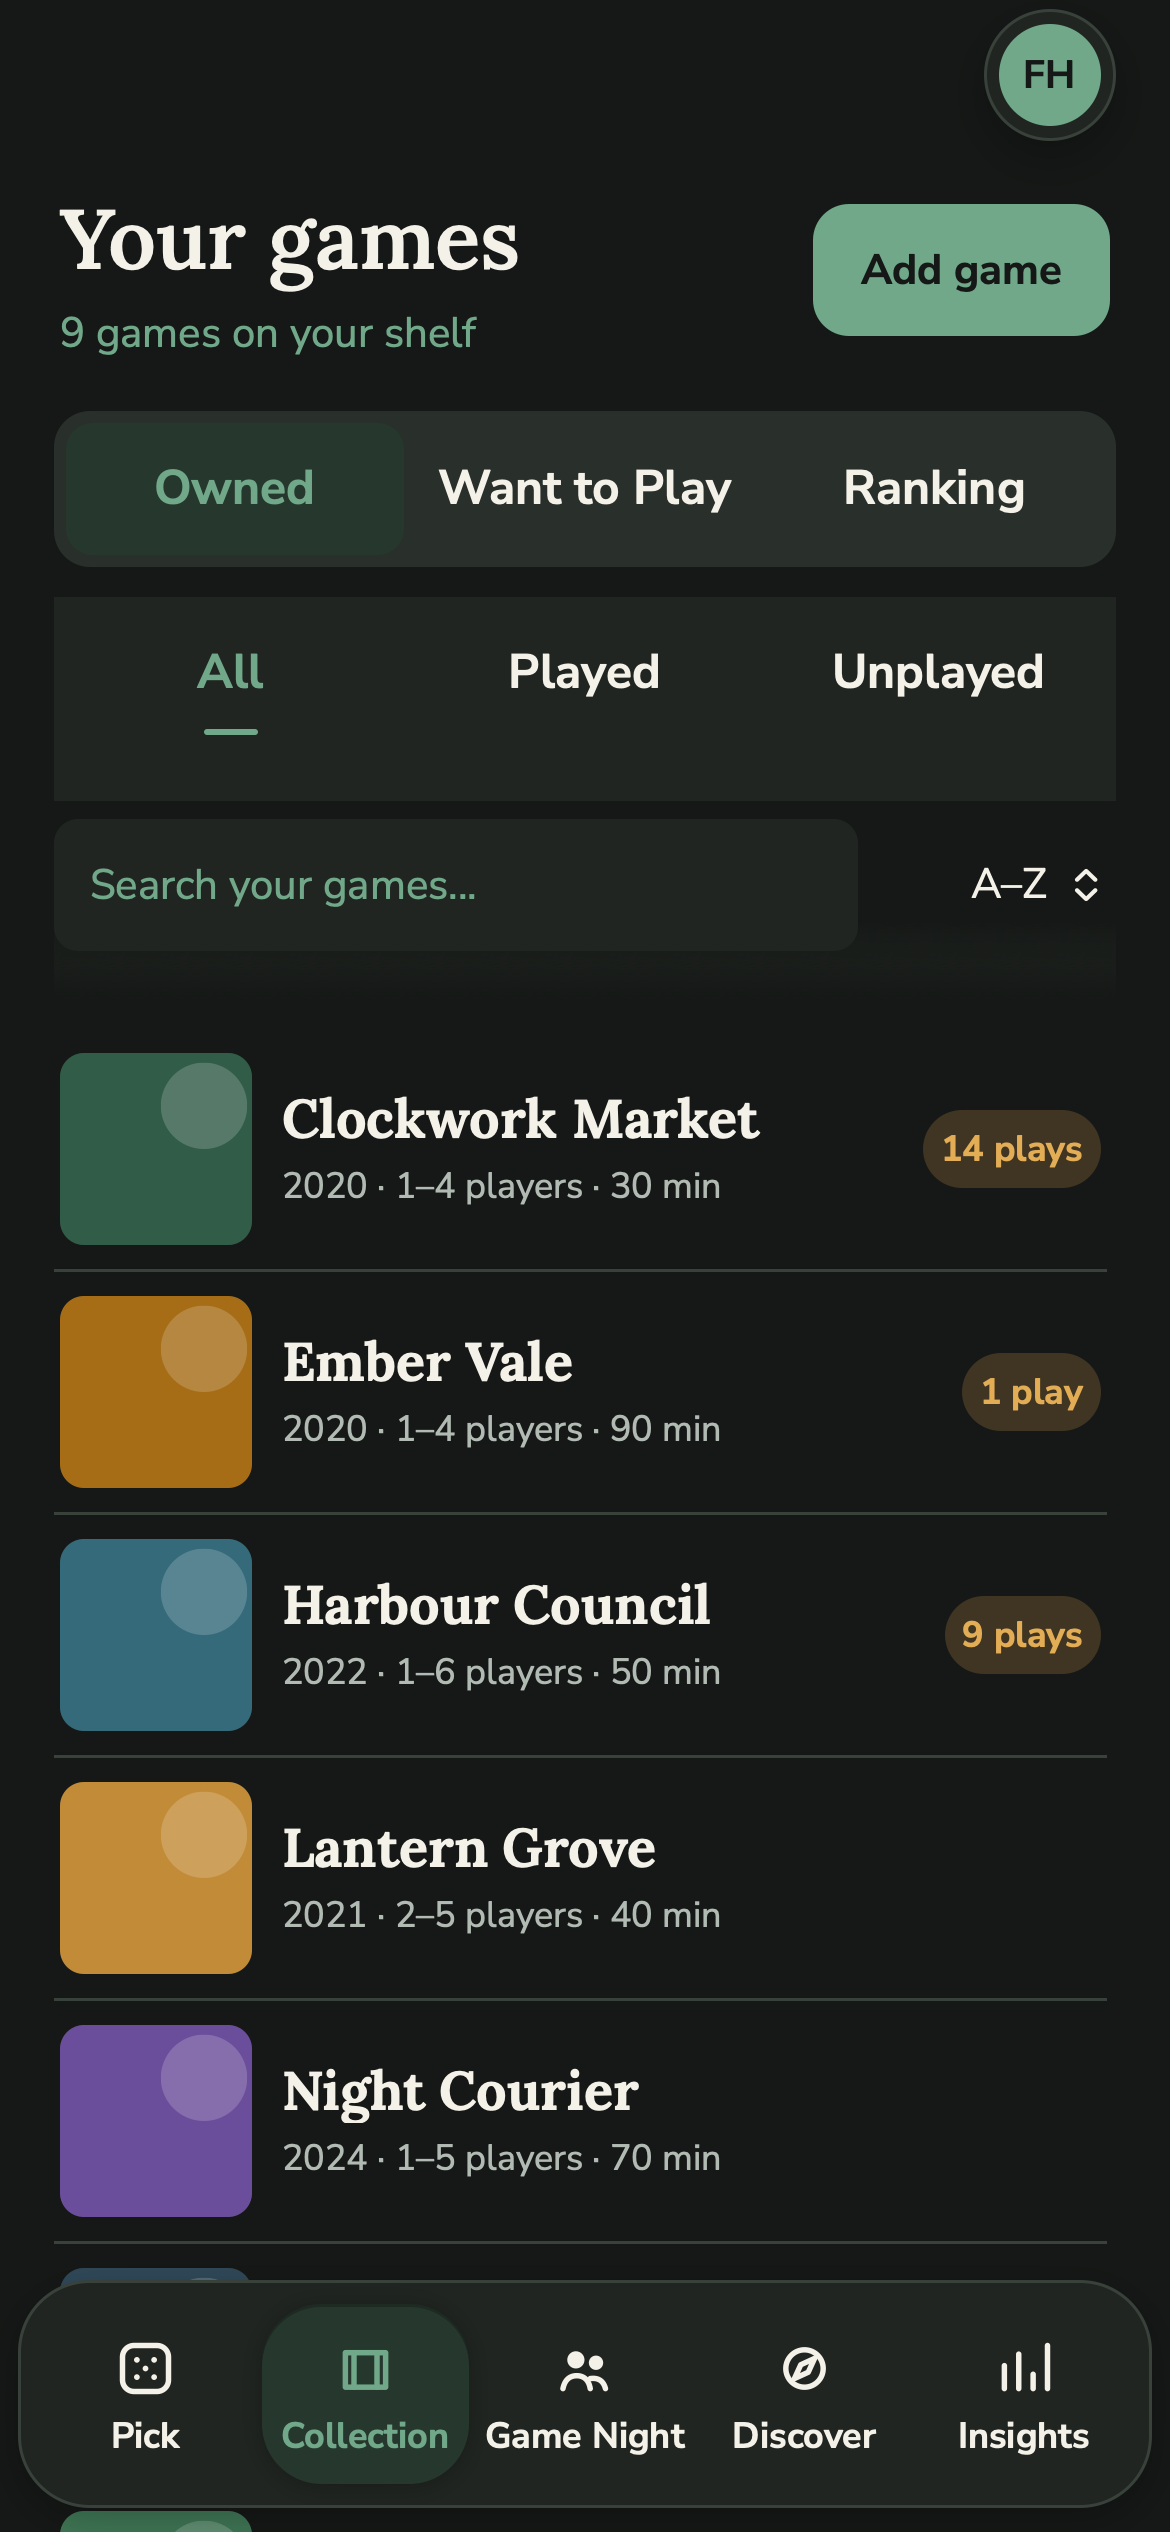 FH
Your games
Add game
9 games on your shelf
Owned
Want to Play
Ranking
All
Played
Unplayed
Search your games...
A–Z
Clockwork Market
2020 · 1–4 players · 30 min
14 plays
Ember Vale
2020 · 1–4 players · 90 min
1 play
Harbour Council
2022 · 1–6 players · 50 min
9 plays
Lantern Grove
2021 · 2–5 players · 40 min
Night Courier
2024 · 1–5 players · 70 min
Pick
Collection
Game Night
Discover
Insights